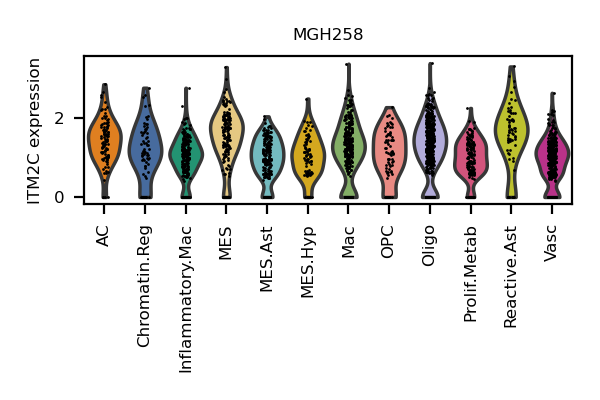 MGH258
ITM2C expression
2
0
AC
Chromatin.Reg
Inflammatory.Mac
MES
MES.Ast
MES.Hyp
Mac
OPC
Oligo
Prolif.Metab
Reactive.Ast
Vasc